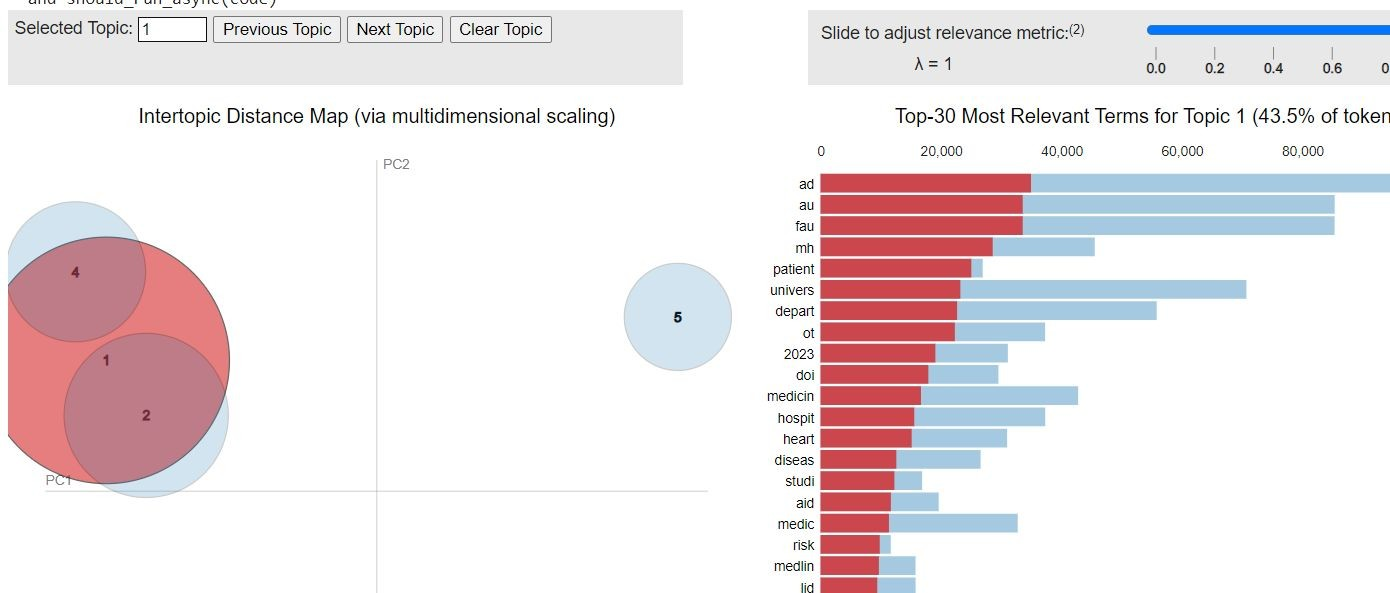 and should_run_async(code)
Selected Topic: 1 Previous Topic Next Topic Clear Topic
Slide to adjust relevance metric:(2)
λ = 1
0.0 0.2 0.4 0.6
Intertopic Distance Map (via multidimensional scaling)
PC2
4
1
2
5
PC1
Top-30 Most Relevant Terms for Topic 1 (43.5% of token
0 20,000 40,000 60,000 80,000
ad
au
fau
mh
patient
univers
depart
ot
2023
doi
medicin
hospit
heart
diseas
studi
aid
medic
risk
medlin
lid